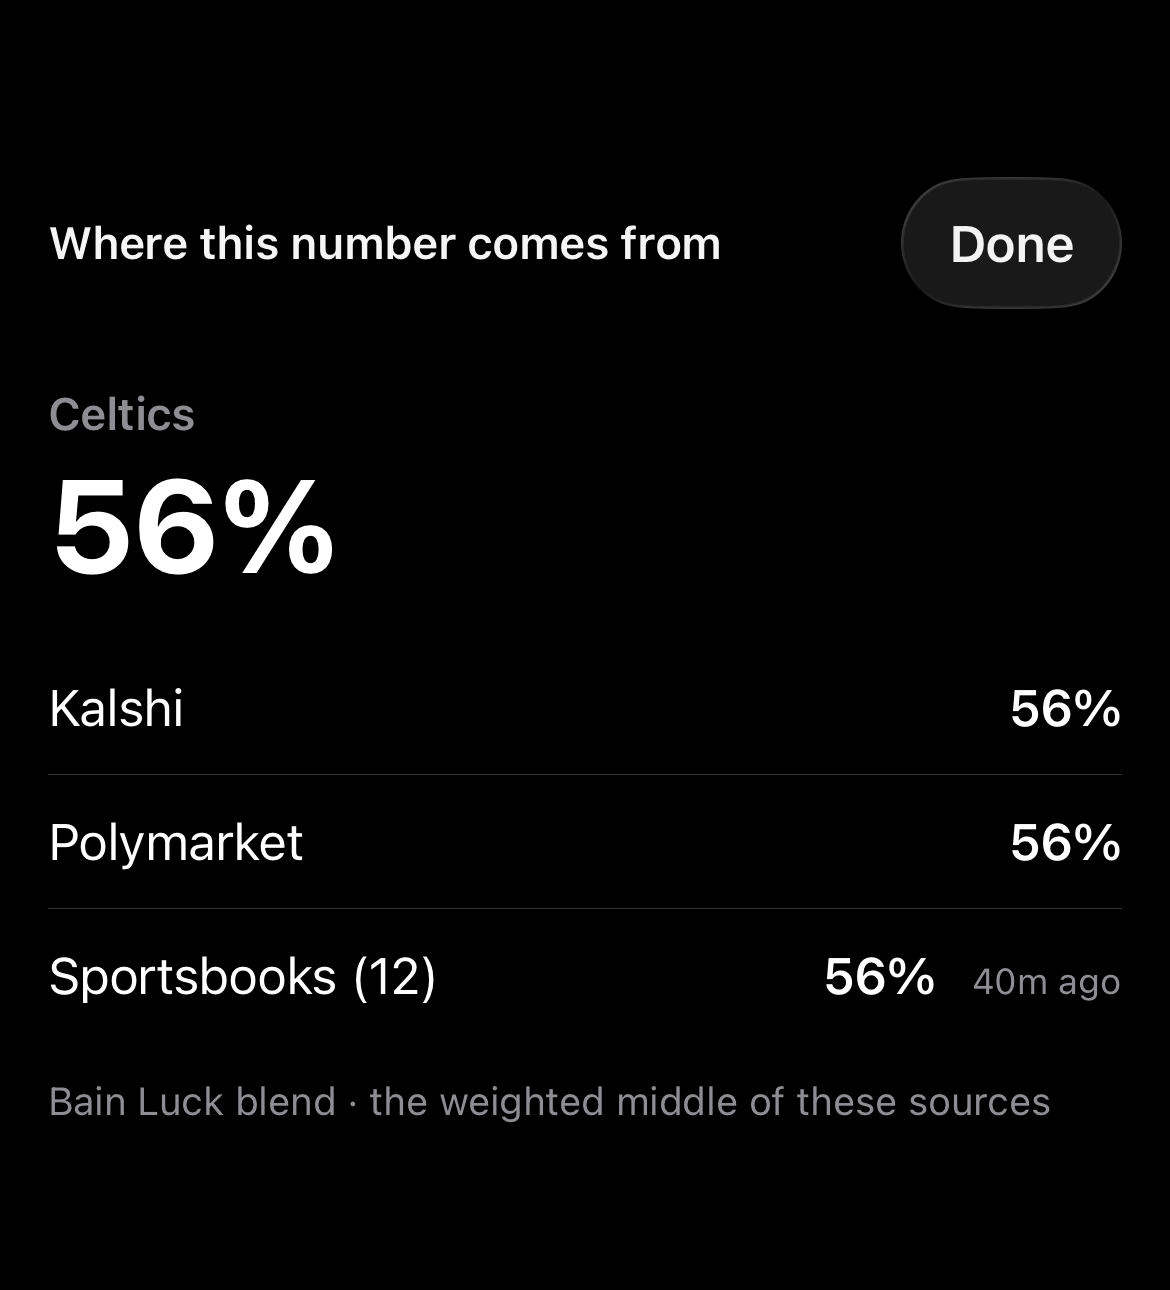 Where this number comes from
Done
Celtics
56%
Kalshi 56%
Polymarket 56%
Sportsbooks (12) 56% 40m ago
Bain Luck blend · the weighted middle of these sources